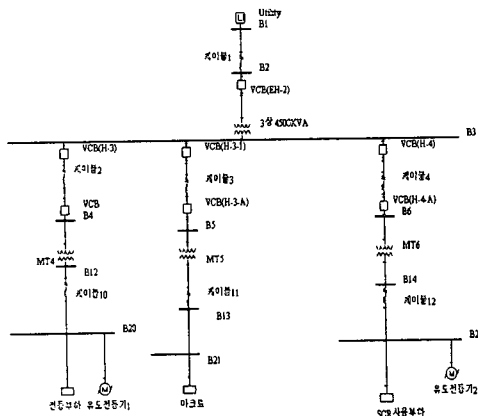 Utility
B1
케이블1
B2
VCB(EH-2)
3상 4500KVA
B3
VCB(H-3)
VCB(H-3-1)
VCB(H-4)
케이블2
케이블3
케이블4
VCB
VCB(H-3-A)
VCB(H-4-A)
B4
B5
B6
MT4
MT5
MT6
B12
B14
케이블10
케이블11
케이블12
B13
B20
B2
B21
M
M
전등부하
유도전동기1
아크로
SCR 사용부하
유도전동기2